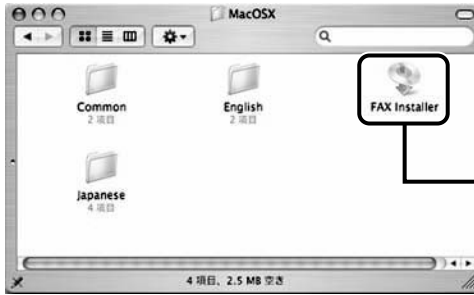 MacOSX
Common
2 項目
English
2 項目
FAX Installer
Japanese
4 項目
4 項目、2.5 MB 空き